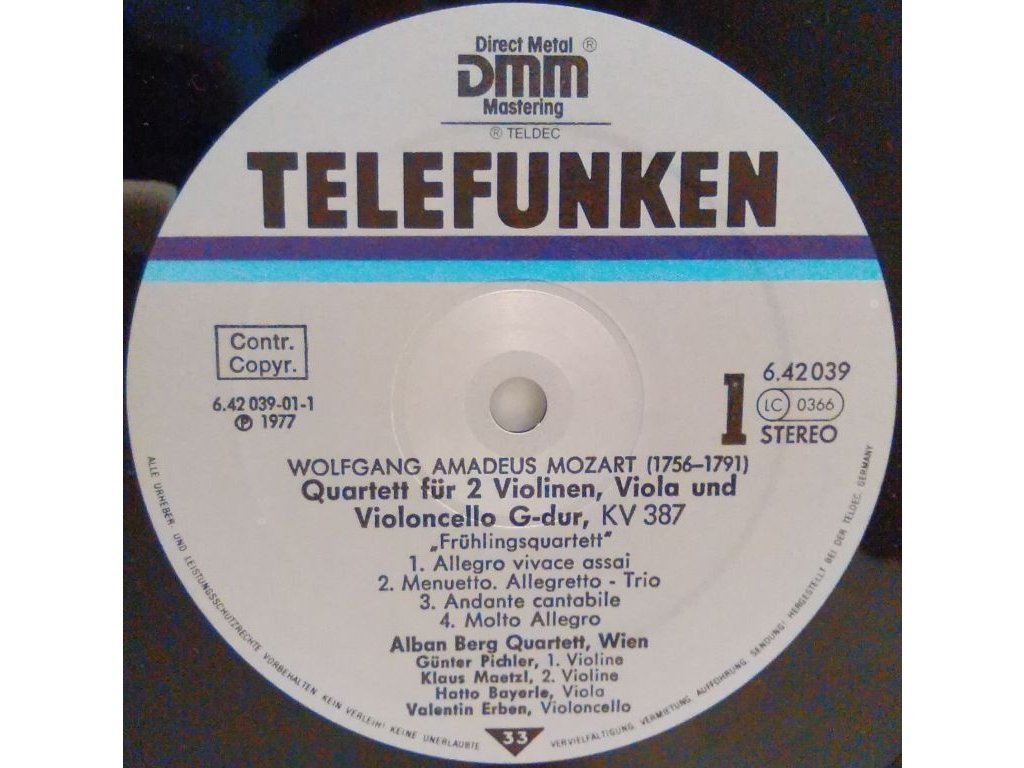 Direct Metal ®
DMM
Mastering
® TELDEC
TELEFUNKEN
Contr.
Copyr.
6.42 039-01-1
℗ 1977
1
6.42039
LC 0366
STEREO
WOLFGANG AMADEUS MOZART (1756–1791)
Quartett für 2 Violinen, Viola und
Violoncello G-dur, KV 387
„Frühlingsquartett"
1. Allegro vivace assai
2. Menuetto. Allegretto - Trio
3. Andante cantabile
4. Molto Allegro
Alban Berg Quartett, Wien
Günter Pichler, 1. Violine
Klaus Maetzl, 2. Violine
Hatto Bayerle, Viola
Valentin Erben, Violoncello
33
ALLE URHEBER- UND LEISTUNGSSCHUTZRECHTE VORBEHALTEN KEIN VERLEIH! KEINE UNERLAUBTE VERVIELFÄLTIGUNG, VERMIETUNG, AUFFÜHRUNG, SENDUNG! HERGESTELLT BEI DER TELDEC, GERMANY